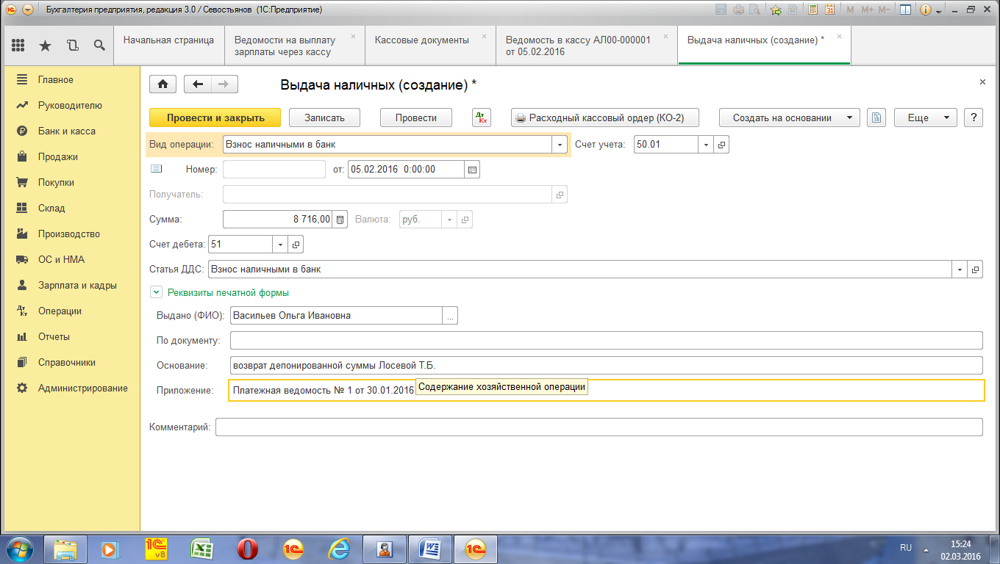 Бухгалтерия предприятия, редакция 3.0 / Севостьянов (1С:Предприятие)
M M+ M-
Начальная страница
Ведомости на выплату
зарплаты через кассу
Кассовые документы
Ведомость в кассу АЛ00-000001
от 05.02.2016
Выдача наличных (создание) *
Главное
Руководителю
Банк и касса
Продажи
Покупки
Склад
Производство
ОС и НМА
Зарплата и кадры
Операции
Отчеты
Справочники
Администрирование
Выдача наличных (создание) *
Провести и закрыть Записать Провести Дт Кт Расходный кассовый ордер (КО-2) Создать на основании Еще ?
Вид операции: Взнос наличными в банк Счет учета: 50.01
Номер: от: 05.02.2016 0:00:00
Получатель:
Сумма: 8 716,00 Валюта: руб.
Счет дебета: 51
Статья ДДС: Взнос наличными в банк
Реквизиты печатной формы
Выдано (ФИО): Васильев Ольга Ивановна ...
По документу:
Основание: возврат депонированной суммы Лосевой Т.Б.
Приложение: Платежная ведомость № 1 от 30.01.2016
Содержание хозяйственной операции
Комментарий:
RU
15:24
02.03.2016